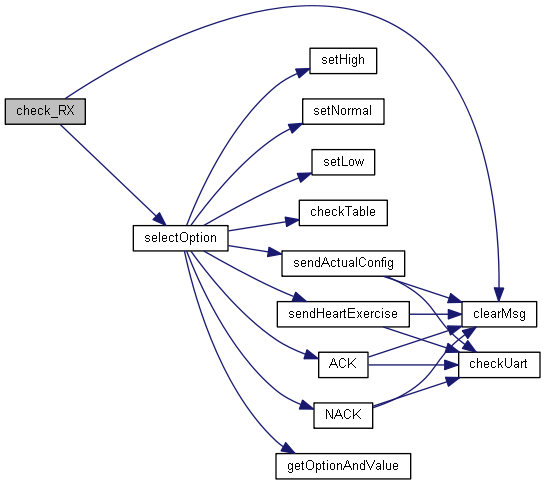 setHigh
check_RX
setNormal
setLow
checkTable
selectOption
sendActualConfig
sendHeartExercise
clearMsg
ACK
checkUart
NACK
getOptionAndValue